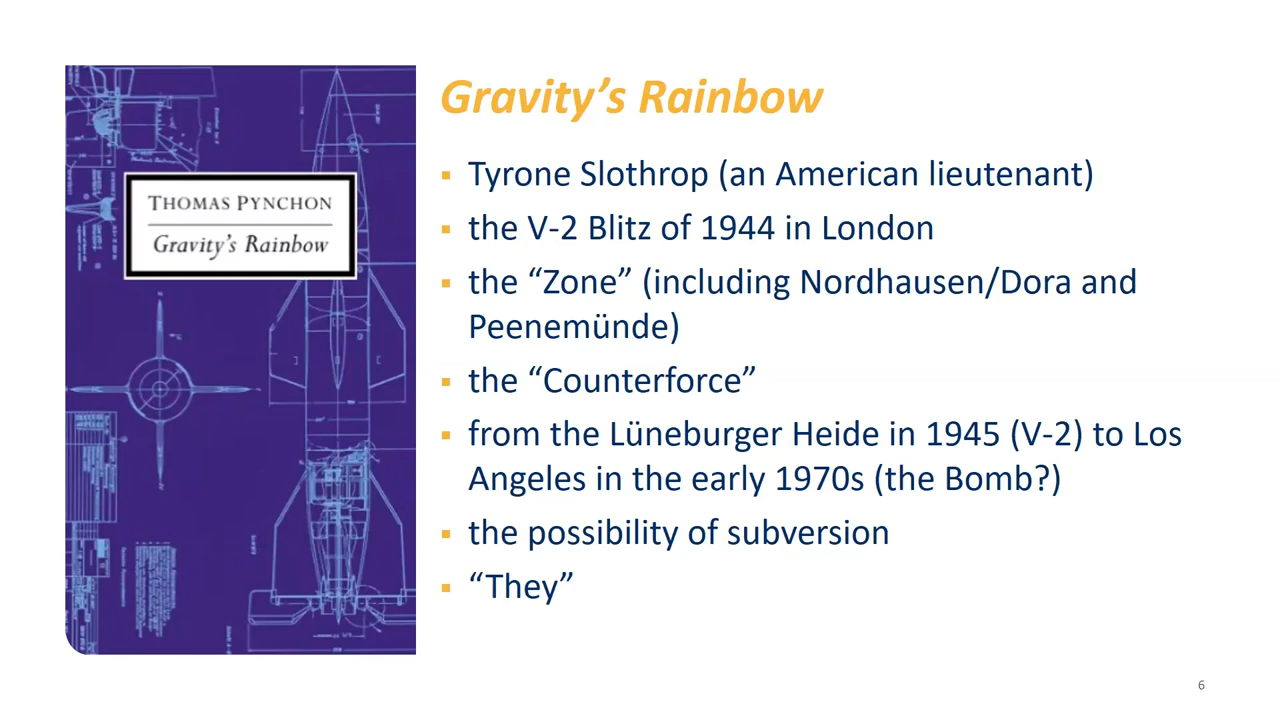 THOMAS PYNCHON
Gravity’s Rainbow
Gravity’s Rainbow
▪ Tyrone Slothrop (an American lieutenant)
▪ the V-2 Blitz of 1944 in London
▪ the “Zone” (including Nordhausen/Dora and
Peenemünde)
▪ the “Counterforce”
▪ from the Lüneburger Heide in 1945 (V-2) to Los
Angeles in the early 1970s (the Bomb?)
▪ the possibility of subversion
▪ “They”
6